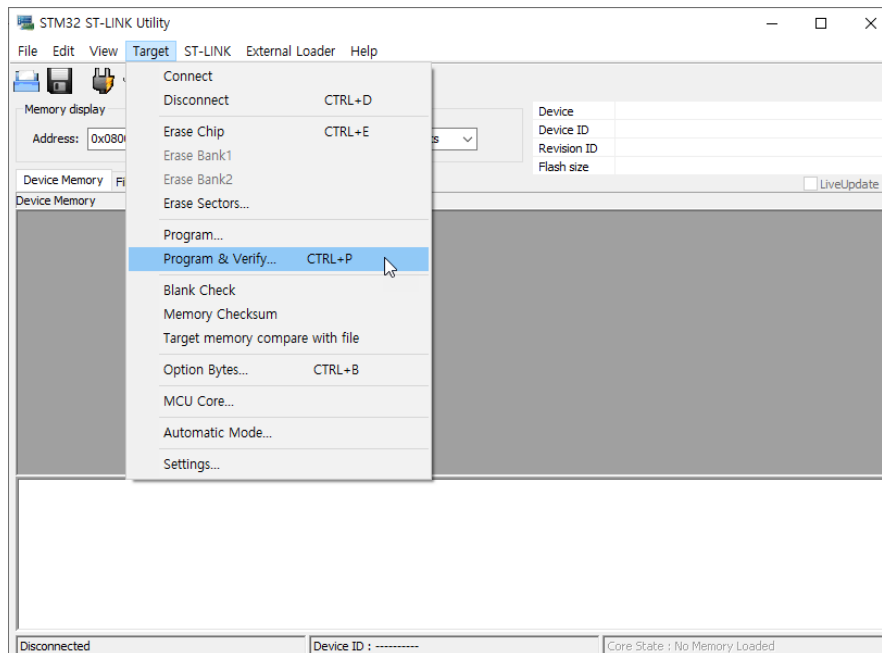 STM32 ST-LINK Utility
File Edit View Target ST-LINK External Loader Help
Connect
Disconnect CTRL+D
Erase Chip CTRL+E
Erase Bank1
Erase Bank2
Erase Sectors...
Program...
Program & Verify... CTRL+P
Blank Check
Memory Checksum
Target memory compare with file
Option Bytes... CTRL+B
MCU Core...
Automatic Mode...
Settings...
Memory display
Address:
Device
Device ID
Revision ID
Flash size
LiveUpdate
Device Memory
Device Memory
Disconnected
Device ID : ----------
Core State : No Memory Loaded